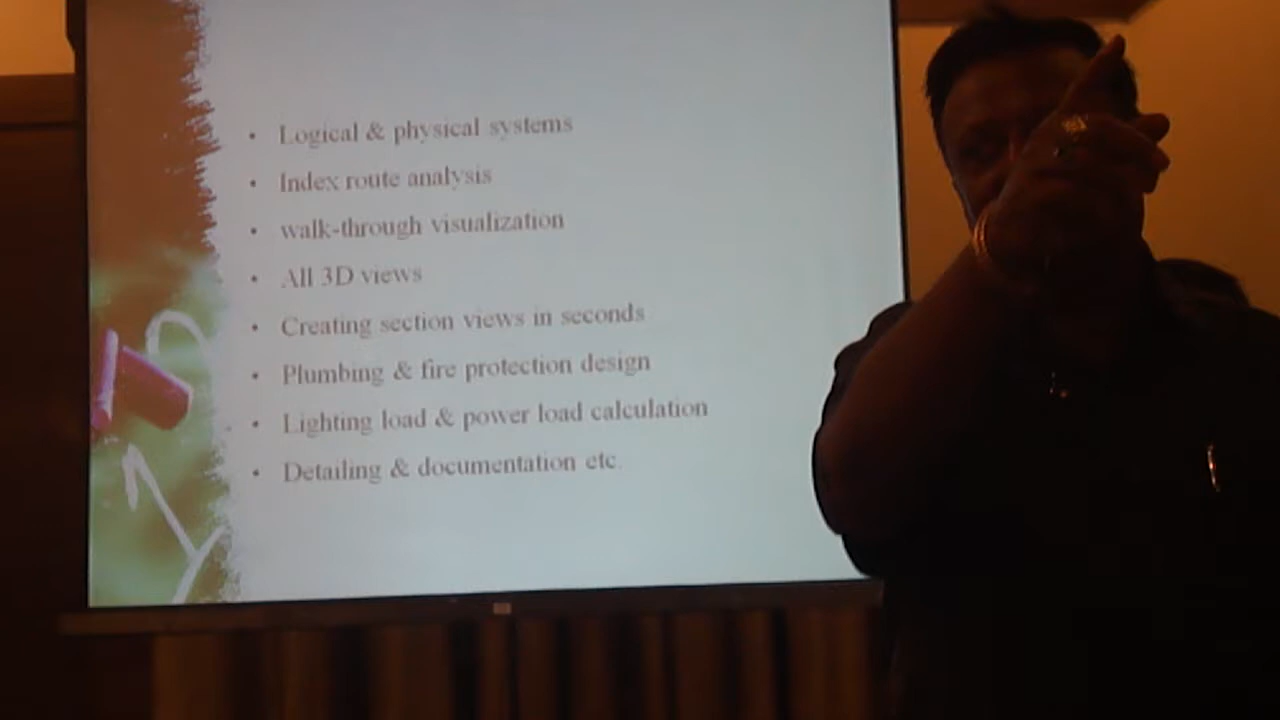 • Logical & physical systems
• Index route analysis
• walk-through visualization
• All 3D views
• Creating section views in seconds
• Plumbing & fire protection design
• Lighting load & power load calculation
• Detailing & documentation etc.